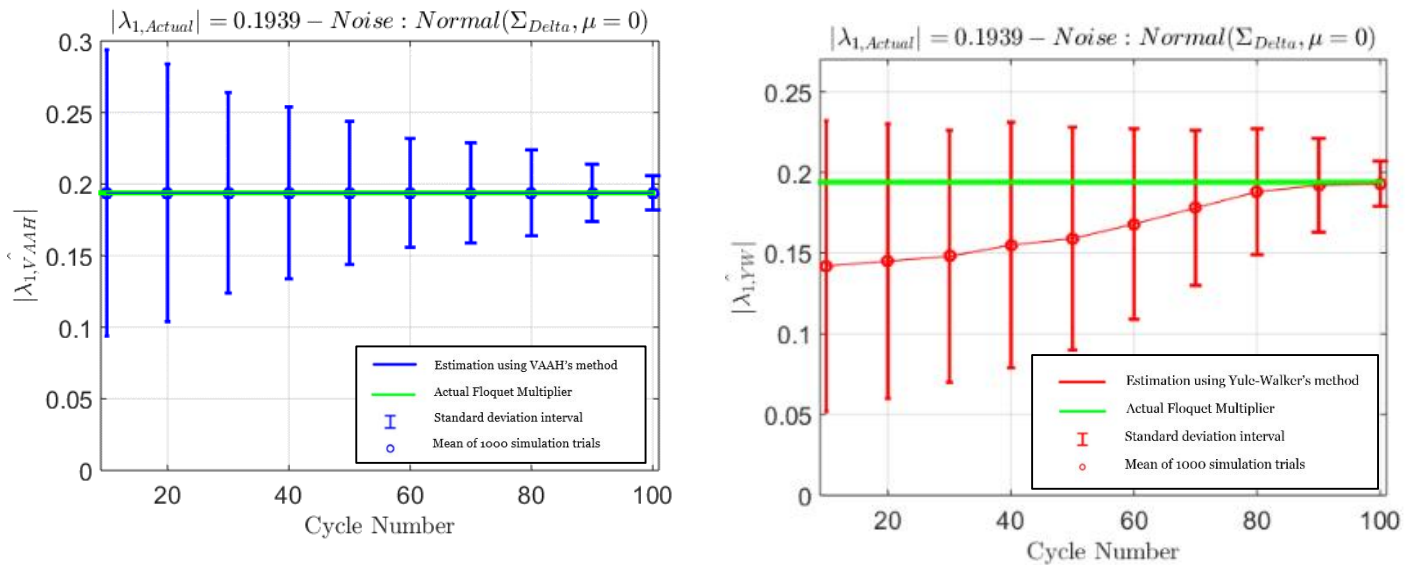 |λ1,Actual| = 0.1939 − Noise : Normal(ΣDelta, μ = 0)
0.3
0.25
0.2
0.15
0.1
0.05
0
|λ̂1,VAAH|
Estimation using VAAH's method
Actual Floquet Multiplier
Standard deviation interval
Mean of 1000 simulation trials
20 40 60 80 100
Cycle Number
|λ1,Actual| = 0.1939 − Noise : Normal(ΣDelta, μ = 0)
0.25
0.2
0.15
0.1
0.05
0
|λ̂1,YW|
Estimation using Yule-Walker's method
Actual Floquet Multiplier
Standard deviation interval
Mean of 1000 simulation trials
20 40 60 80 100
Cycle Number